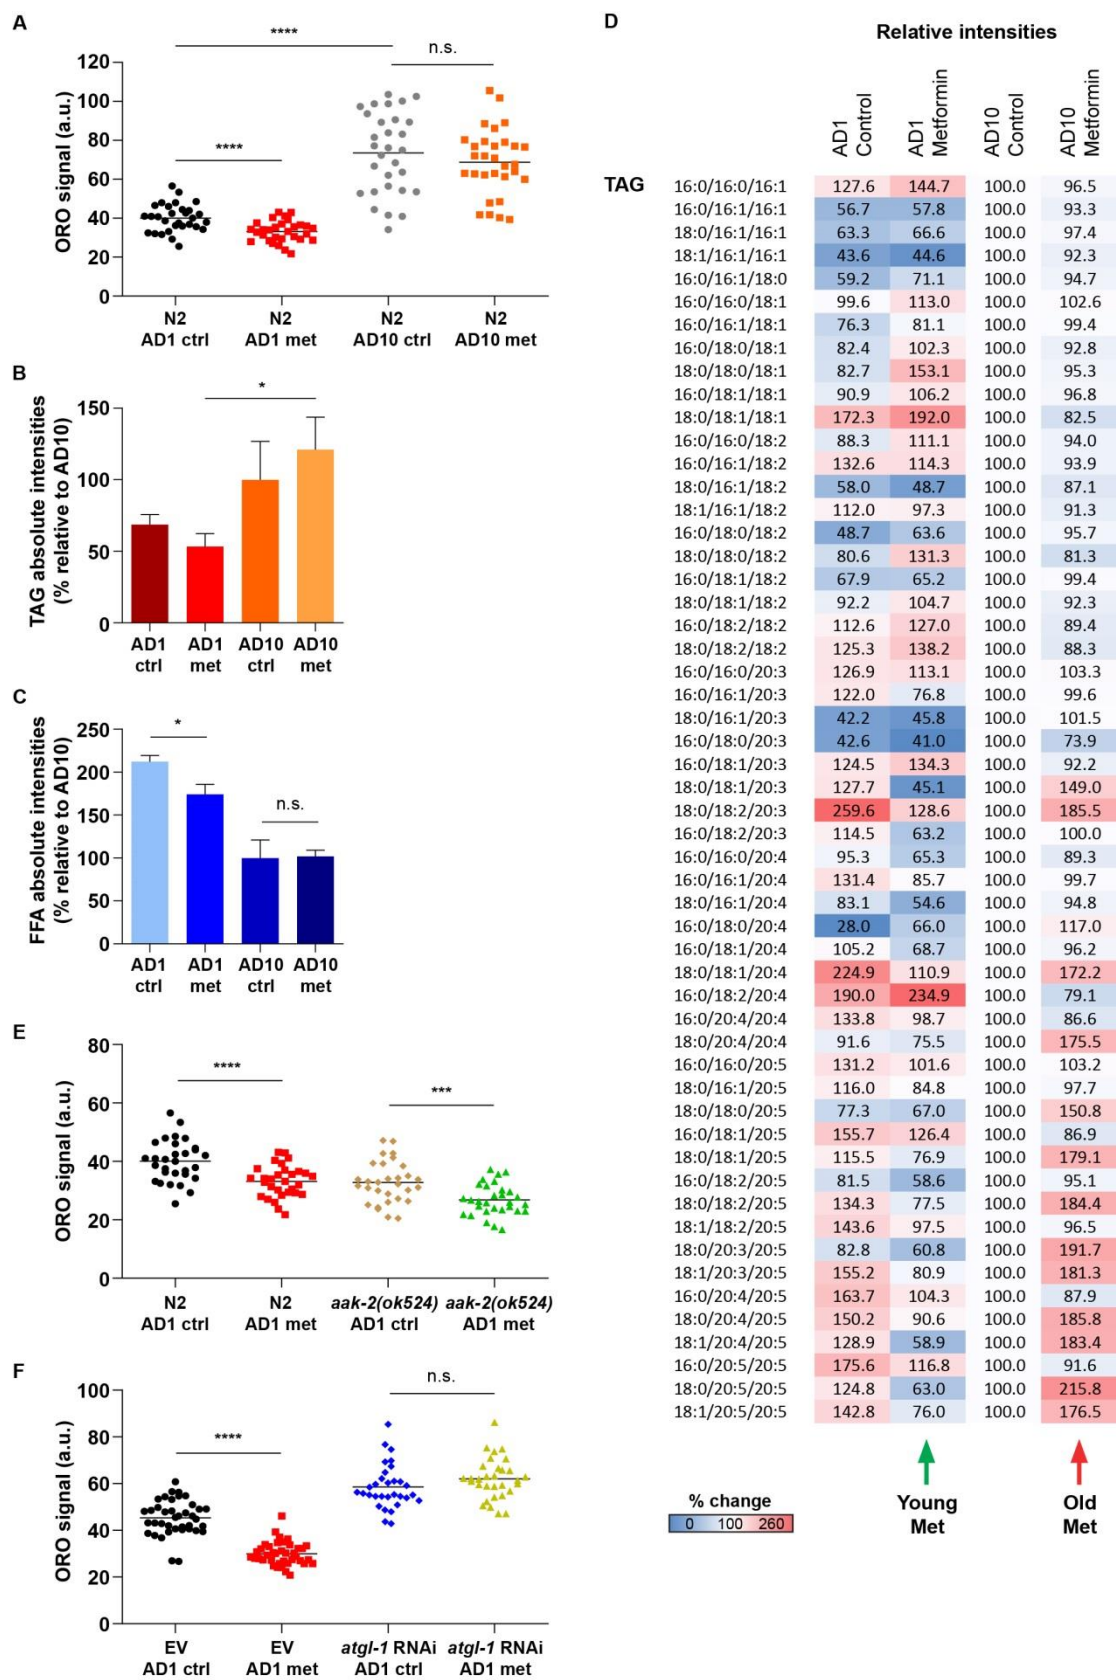 A
ORO signal (a.u.)
120
100
80
60
40
20
0
****
n.s.
****
N2
AD1 ctrl
N2
AD1 met
N2
AD10 ctrl
N2
AD10 met
B
TAG absolute intensities
(% relative to AD10)
150
100
50
0
*
AD1
ctrl
AD1
met
AD10
ctrl
AD10
met
C
FFA absolute intensities
(% relative to AD10)
250
200
150
100
50
0
*
n.s.
AD1
ctrl
AD1
met
AD10
ctrl
AD10
met
E
ORO signal (a.u.)
80
60
40
20
0
****
***
N2
AD1 ctrl
N2
AD1 met
aak-2(ok524)
AD1 ctrl
aak-2(ok524)
AD1 met
F
ORO signal (a.u.)
100
80
60
40
20
0
****
n.s.
EV
AD1 ctrl
EV
AD1 met
atgl-1 RNAi
AD1 ctrl
atgl-1 RNAi
AD1 met
D
Relative intensities
AD1
Control
AD1
Metformin
AD10
Control
AD10
Metformin
TAG
16:0/16:0/16:1 127.6 144.7 100.0 96.5
16:0/16:1/16:1 56.7 57.8 100.0 93.3
18:0/16:1/16:1 63.3 66.6 100.0 97.4
18:1/16:1/16:1 43.6 44.6 100.0 92.3
16:0/16:1/18:0 59.2 71.1 100.0 94.7
16:0/16:0/18:1 99.6 113.0 100.0 102.6
16:0/16:1/18:1 76.3 81.1 100.0 99.4
16:0/18:0/18:1 82.4 102.3 100.0 92.8
18:0/18:0/18:1 82.7 153.1 100.0 95.3
16:0/18:1/18:1 90.9 106.2 100.0 96.8
18:0/18:1/18:1 172.3 192.0 100.0 82.5
16:0/16:0/18:2 88.3 111.1 100.0 94.0
16:0/16:1/18:2 132.6 114.3 100.0 93.9
18:0/16:1/18:2 58.0 48.7 100.0 87.1
18:1/16:1/18:2 112.0 97.3 100.0 91.3
16:0/18:0/18:2 48.7 63.6 100.0 95.7
18:0/18:0/18:2 80.6 131.3 100.0 81.3
16:0/18:1/18:2 67.9 65.2 100.0 99.4
18:0/18:1/18:2 92.2 104.7 100.0 92.3
16:0/18:2/18:2 112.6 127.0 100.0 89.4
18:0/18:2/18:2 125.3 138.2 100.0 88.3
16:0/16:0/20:3 126.9 113.1 100.0 103.3
16:0/16:1/20:3 122.0 76.8 100.0 99.6
18:0/16:1/20:3 42.2 45.8 100.0 101.5
16:0/18:0/20:3 42.6 41.0 100.0 73.9
16:0/18:1/20:3 124.5 134.3 100.0 92.2
18:0/18:1/20:3 127.7 45.1 100.0 149.0
18:0/18:2/20:3 259.6 128.6 100.0 185.5
16:0/18:2/20:3 114.5 63.2 100.0 100.0
16:0/16:0/20:4 95.3 65.3 100.0 89.3
16:0/16:1/20:4 131.4 85.7 100.0 99.7
18:0/16:1/20:4 83.1 54.6 100.0 94.8
16:0/18:0/20:4 28.0 66.0 100.0 117.0
16:0/18:1/20:4 105.2 68.7 100.0 96.2
18:0/18:1/20:4 224.9 110.9 100.0 172.2
16:0/18:2/20:4 190.0 234.9 100.0 79.1
16:0/20:4/20:4 133.8 98.7 100.0 86.6
18:0/20:4/20:4 91.6 75.5 100.0 175.5
16:0/16:0/20:5 131.2 101.6 100.0 103.2
18:0/16:1/20:5 116.0 84.8 100.0 97.7
18:0/18:0/20:5 77.3 67.0 100.0 150.8
16:0/18:1/20:5 155.7 126.4 100.0 86.9
18:0/18:1/20:5 115.5 76.9 100.0 179.1
16:0/18:2/20:5 81.5 58.6 100.0 95.1
18:0/18:2/20:5 134.3 77.5 100.0 184.4
18:1/18:2/20:5 143.6 97.5 100.0 96.5
18:0/20:3/20:5 82.8 60.8 100.0 191.7
18:1/20:3/20:5 155.2 80.9 100.0 181.3
16:0/20:4/20:5 163.7 104.3 100.0 87.9
18:0/20:4/20:5 150.2 90.6 100.0 185.8
18:1/20:4/20:5 128.9 58.9 100.0 183.4
16:0/20:5/20:5 175.6 116.8 100.0 91.6
18:0/20:5/20:5 124.8 63.0 100.0 215.8
18:1/20:5/20:5 142.8 76.0 100.0 176.5
% change
0 100 260
Young
Met
Old
Met